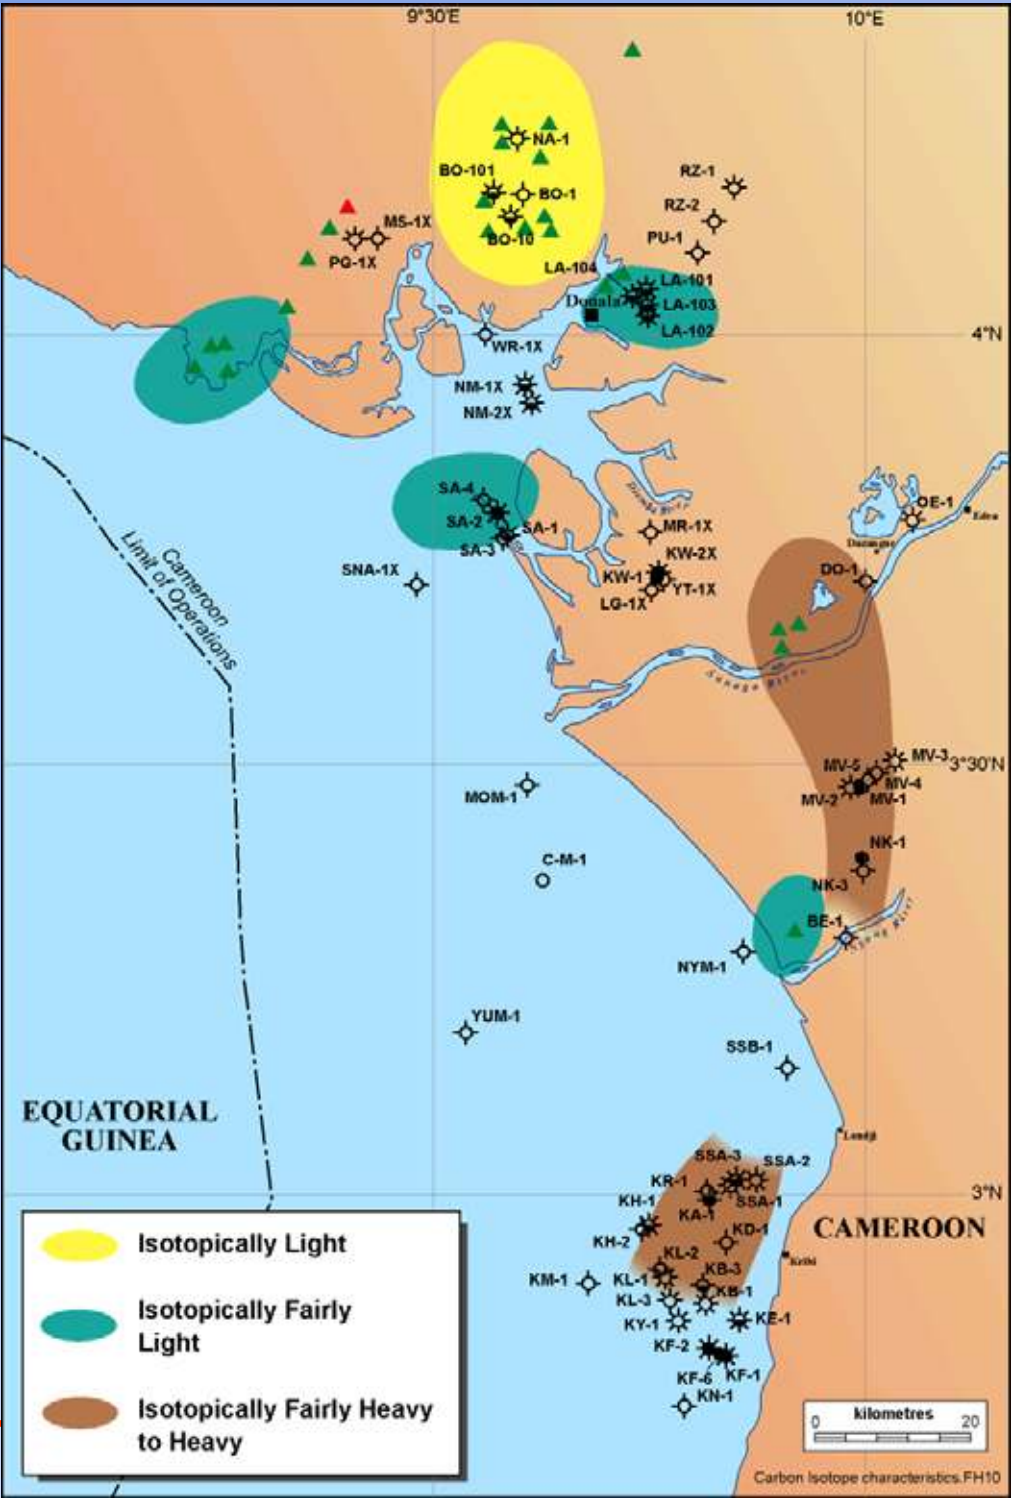 9°30'E
10°E
NA-1
BO-101
BO-1
BO-10
RZ-1
RZ-2
PU-1
MS-1X
PG-1X
LA-104
LA-101
Douala
LA-103
LA-102
4°N
WR-1X
NM-1X
NM-2X
SA-4
SA-2
SA-1
SA-3
SNA-1X
Cameroon
Limit of Operations
MR-1X
KW-2X
KW-1
YT-1X
LG-1X
OE-1
Edea
DO-1
Sanaga River
MV-3
3°30'N
MV-5
MV-4
MV-2
MV-1
MOM-1
C-M-1
NK-1
NK-3
BE-1
NYM-1
YUM-1
SSB-1
EQUATORIAL
GUINEA
SSA-3
SSA-2
KR-1
SSA-1
3°N
KH-1
KA-1
CAMEROON
KH-2
KD-1
KL-2
Kribi
KM-1
KL-1
KB-3
KB-1
KL-3
KY-1
KE-1
KF-2
KF-6
KF-1
KN-1
Isotopically Light
Isotopically Fairly
Light
Isotopically Fairly Heavy
to Heavy
kilometres
0 20
Carbon Isotope characteristics.FH10